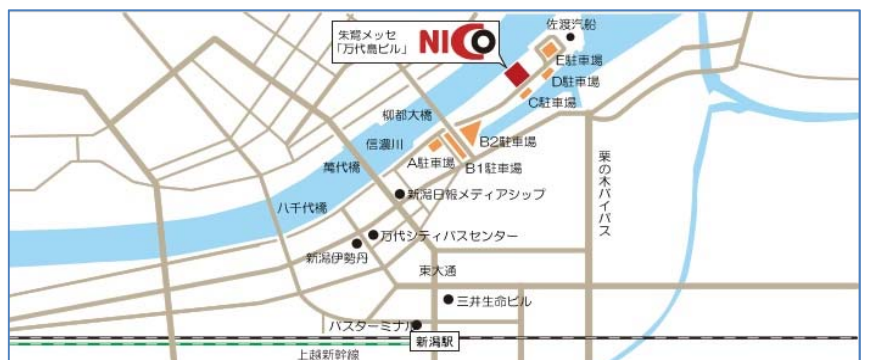 朱鷺メッセ
「万代島ビル」
NICO
佐渡汽船
E駐車場
D駐車場
C駐車場
柳都大橋
信濃川
B2駐車場
A駐車場
B1駐車場
萬代橋
栗の木バイパス
新潟日報メディアシップ
八千代橋
万代シティバスセンター
新潟伊勢丹
東大通
三井生命ビル
バスターミナル
新潟駅
上越新幹線